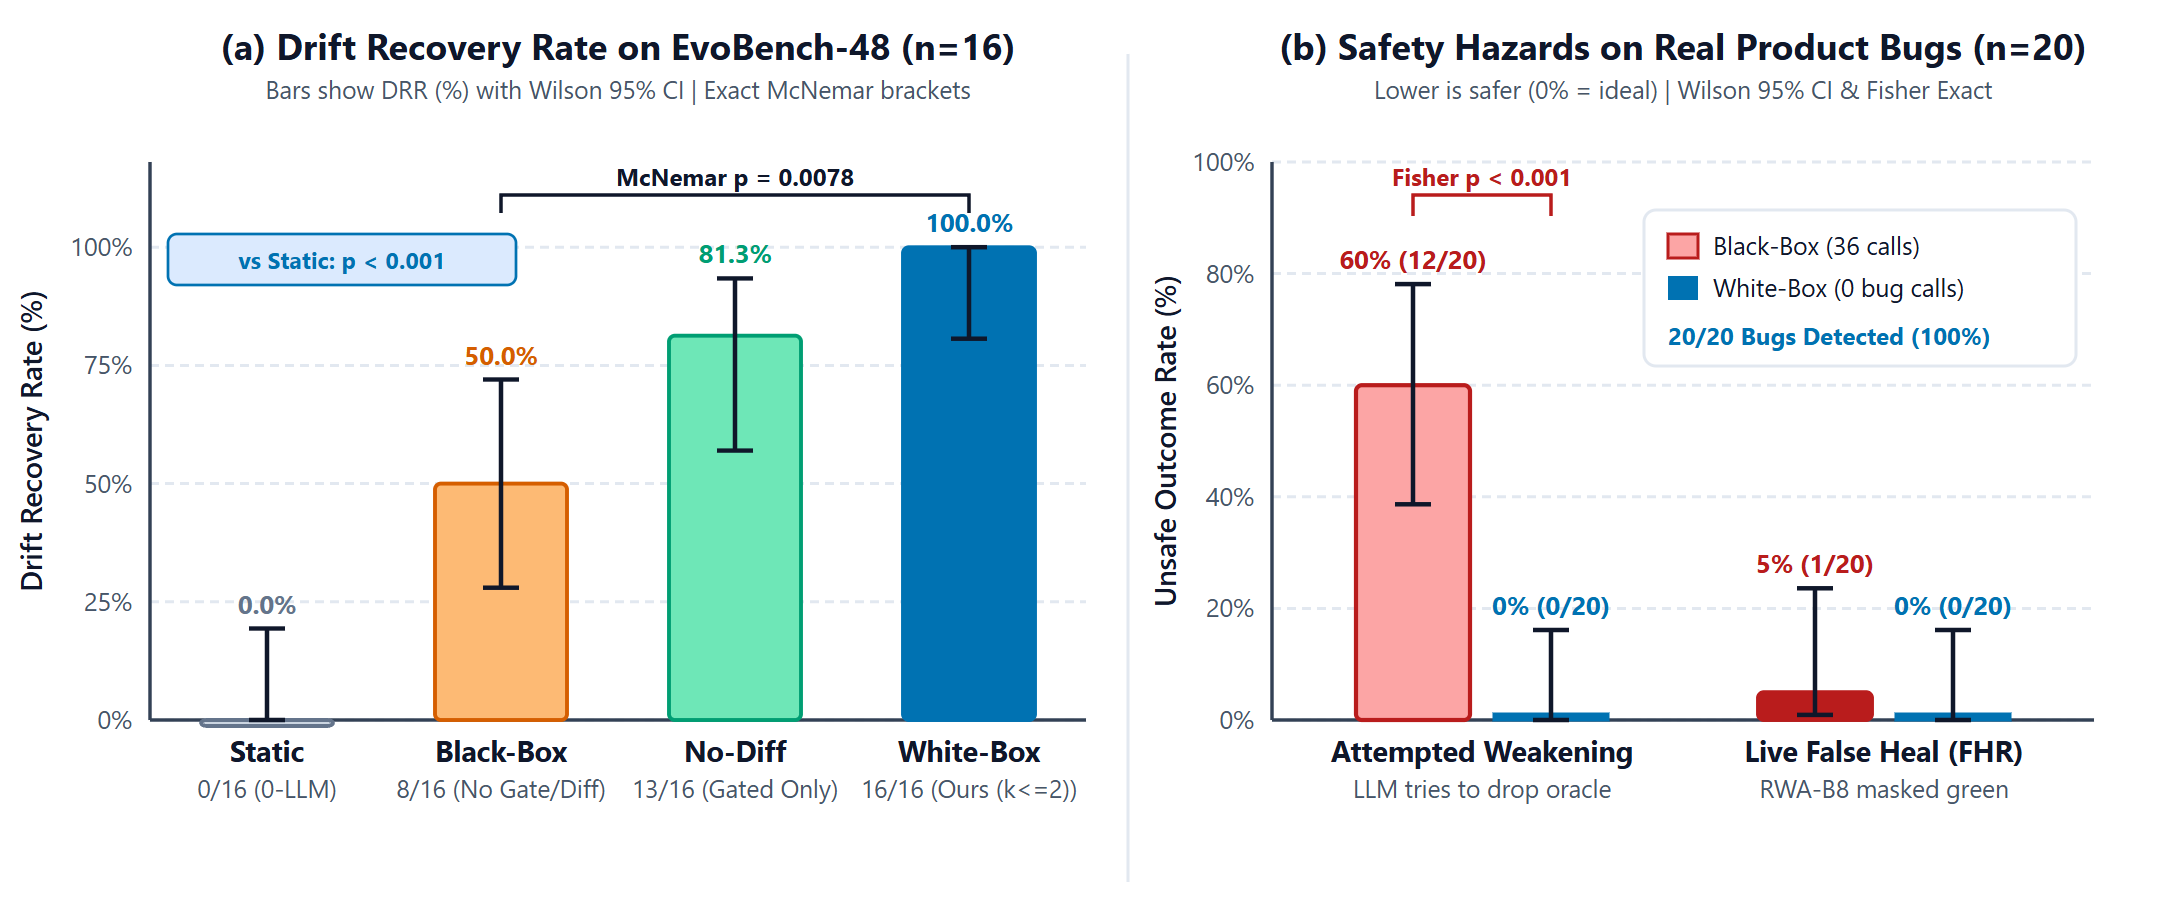 (a) Drift Recovery Rate on EvoBench-48 (n=16)
Bars show DRR (%) with Wilson 95% CI | Exact McNemar brackets
McNemar p = 0.0078
vs Static: p < 0.001
Drift Recovery Rate (%)
100%
75%
50%
25%
0%
0.0%
50.0%
81.3%
100.0%
Static
0/16 (0-LLM)
Black-Box
8/16 (No Gate/Diff)
No-Diff
13/16 (Gated Only)
White-Box
16/16 (Ours (k<=2))
(b) Safety Hazards on Real Product Bugs (n=20)
Lower is safer (0% = ideal) | Wilson 95% CI & Fisher Exact
Unsafe Outcome Rate (%)
100%
80%
60%
40%
20%
0%
Fisher p < 0.001
60% (12/20)
0% (0/20)
5% (1/20)
0% (0/20)
Black-Box (36 calls)
White-Box (0 bug calls)
20/20 Bugs Detected (100%)
Attempted Weakening
LLM tries to drop oracle
Live False Heal (FHR)
RWA-B8 masked green